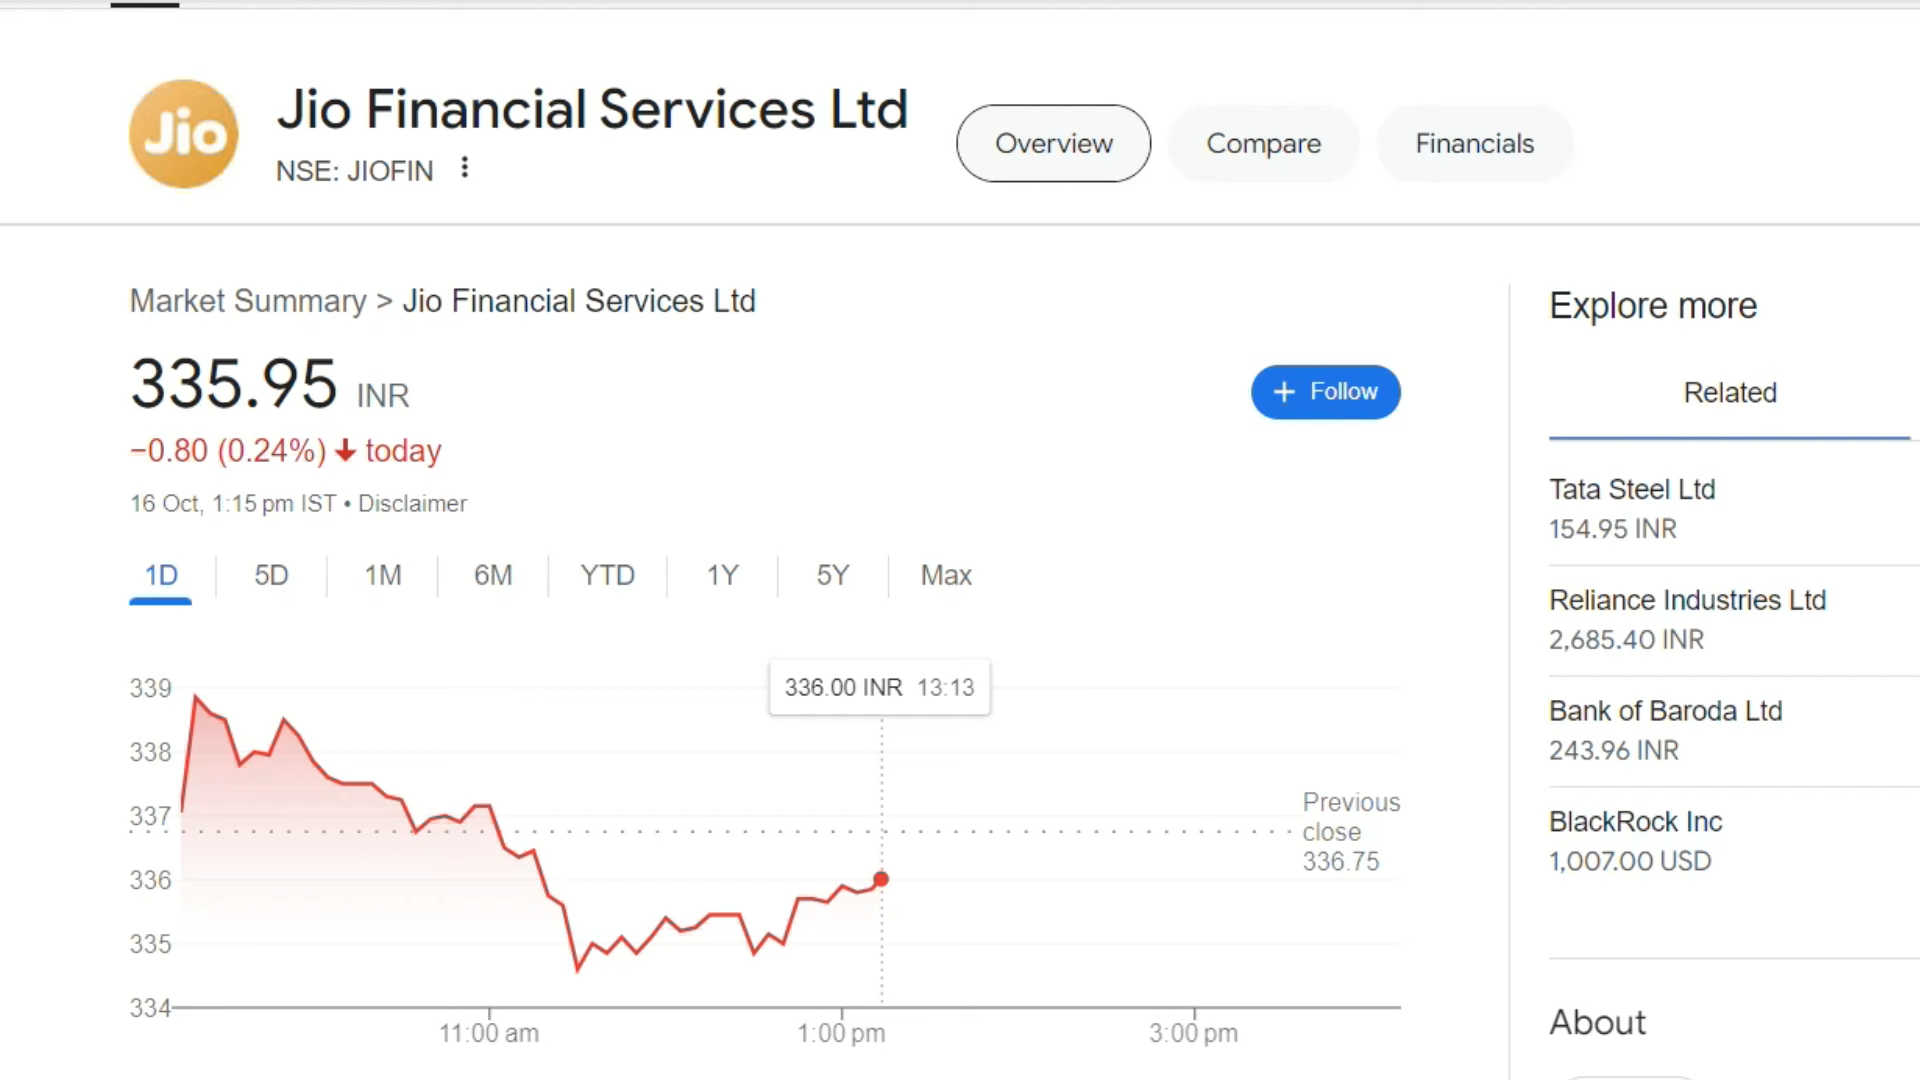 Jio
Jio Financial Services Ltd
NSE: JIOFIN
Overview
Compare
Financials
Market Summary > Jio Financial Services Ltd
335.95 INR
−0.80 (0.24%) ↓ today
16 Oct, 1:15 pm IST • Disclaimer
+ Follow
1D 5D 1M 6M YTD 1Y 5Y Max
336.00 INR 13:13
339
338
337
336
335
334
Previous
close
336.75
11:00 am
1:00 pm
3:00 pm
Explore more
Related
Tata Steel Ltd
154.95 INR
Reliance Industries Ltd
2,685.40 INR
Bank of Baroda Ltd
243.96 INR
BlackRock Inc
1,007.00 USD
About